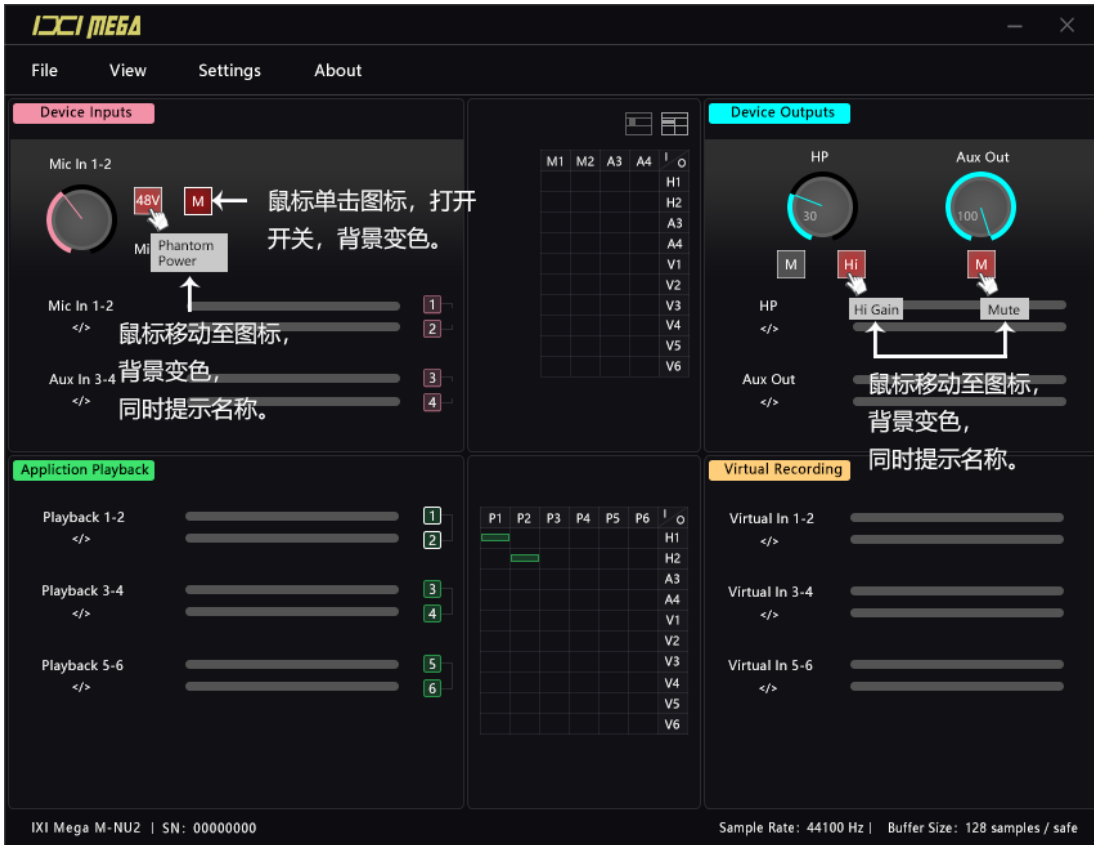 IXI MEGA
File View Settings About
Device Inputs
Mic In 1-2
48V M
鼠标单击图标，打开
开关，背景变色。
Phantom
Power
Mic In 1-2
</>
1
2
鼠标移动至图标，
背景变色，
同时提示名称。
Aux In 3-4
</>
3
4
M1 M2 A3 A4 I O
H1
H2
A3
A4
V1
V2
V3
V4
V5
V6
Device Outputs
HP Aux Out
30 100
M Hi M
Hi Gain Mute
HP
</>
Aux Out
</>
鼠标移动至图标，
背景变色，
同时提示名称。
Appliction Playback
Playback 1-2
</>
1
2
Playback 3-4
</>
3
4
Playback 5-6
</>
5
6
P1 P2 P3 P4 P5 P6 I O
H1
H2
A3
A4
V1
V2
V3
V4
V5
V6
Virtual Recording
Virtual In 1-2
</>
Virtual In 3-4
</>
Virtual In 5-6
</>
IXI Mega M-NU2 | SN: 00000000
Sample Rate: 44100 Hz | Buffer Size: 128 samples / safe